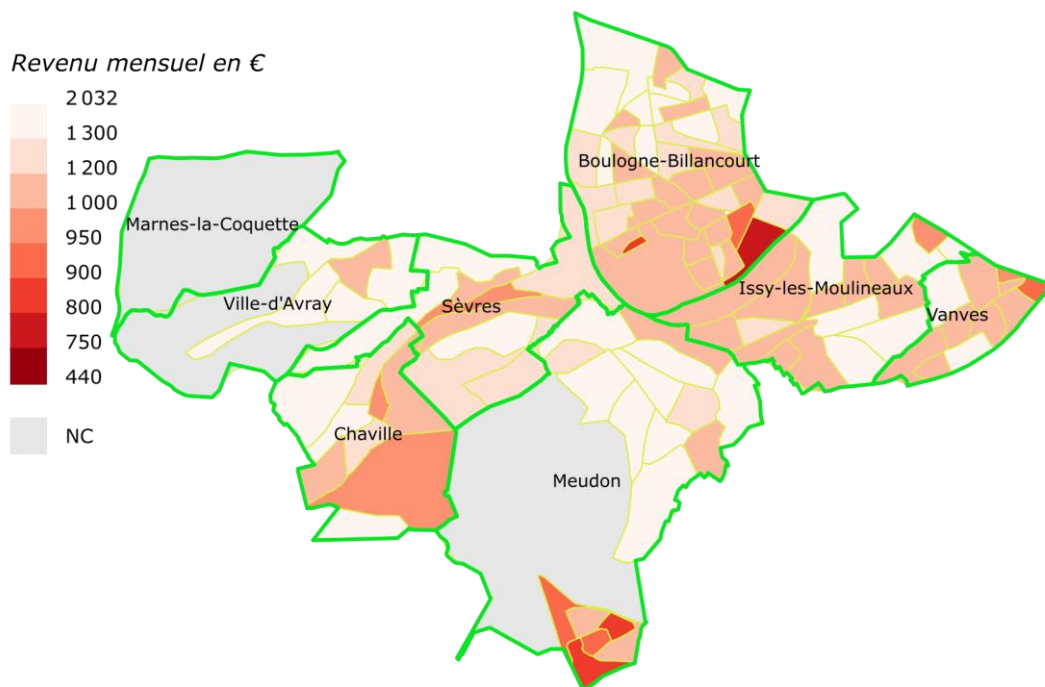 Revenu mensuel en €
2 032
1 300
1 200
1 000
950
900
800
750
440
NC
Boulogne-Billancourt
Marnes-la-Coquette
Ville-d'Avray
Sèvres
Issy-les-Moulineaux
Vanves
Chaville
Meudon